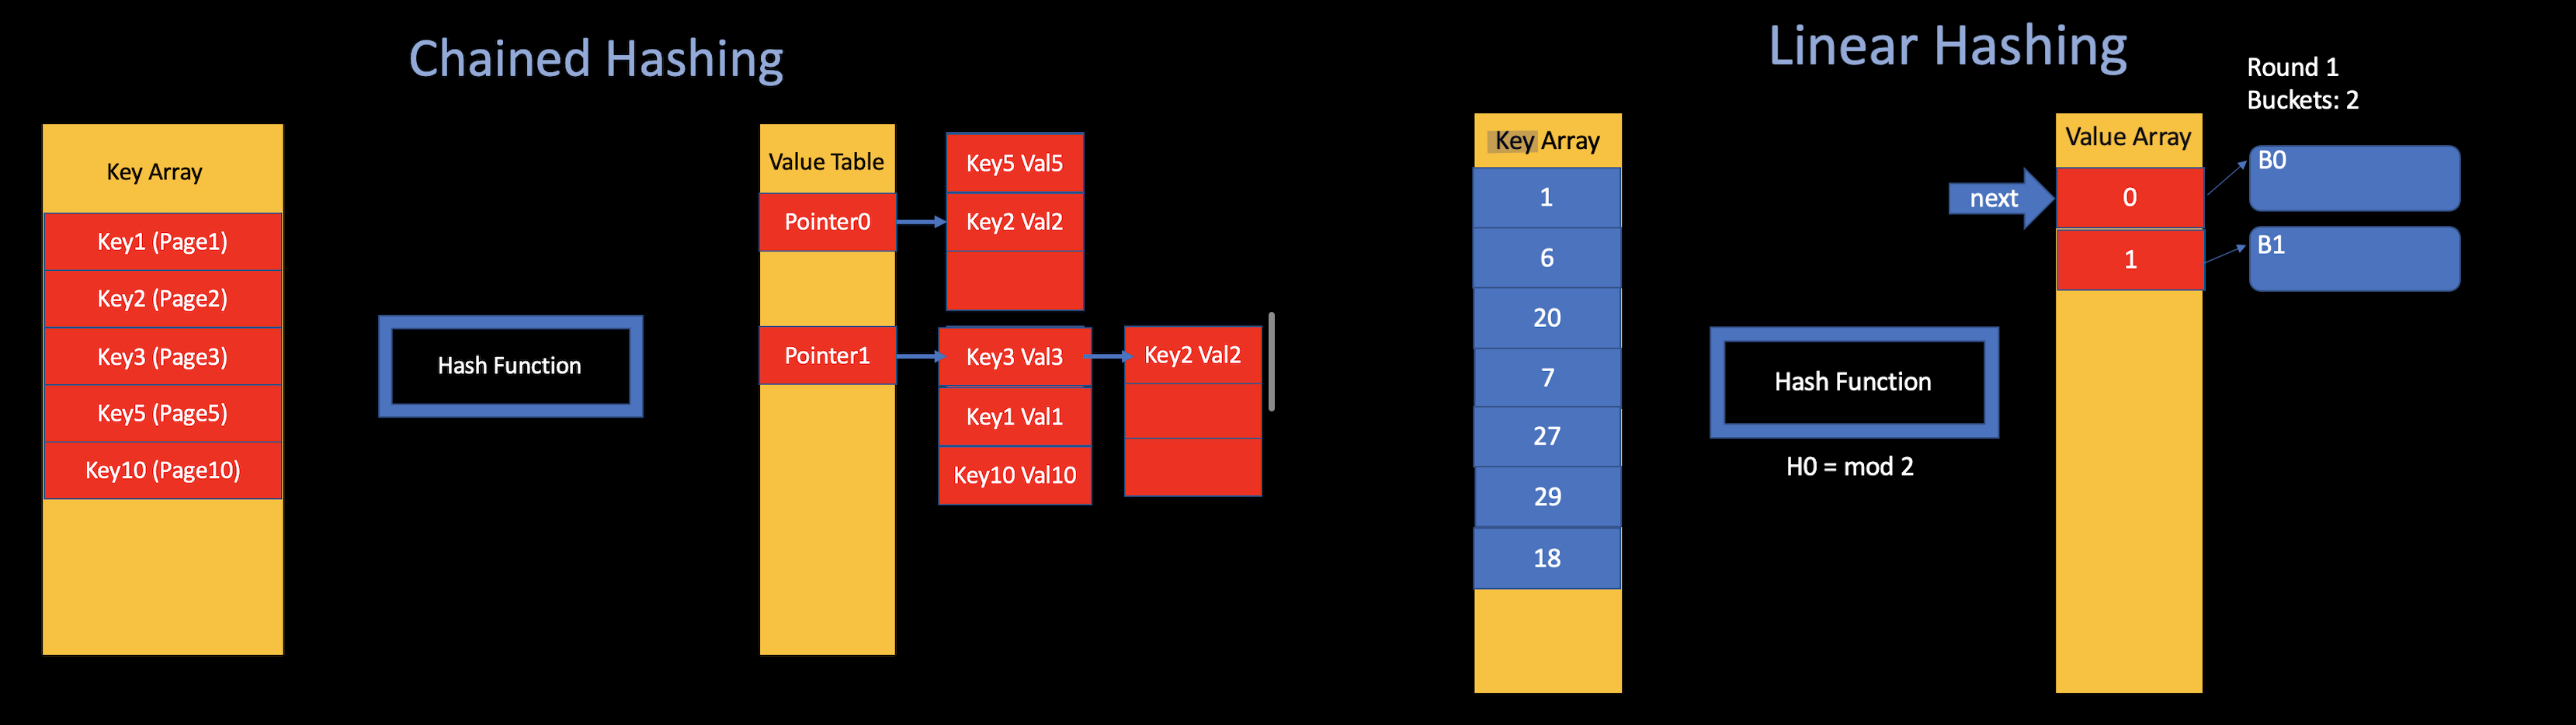 Chained Hashing
Key Array
Key1 (Page1)
Key2 (Page2)
Key3 (Page3)
Key5 (Page5)
Key10 (Page10)
Hash Function
Value Table
Pointer0
Pointer1
Key5 Val5
Key2 Val2
Key3 Val3
Key1 Val1
Key10 Val10
Key2 Val2
Linear Hashing
Key Array
1
6
20
7
27
29
18
Hash Function
H0 = mod 2
next
Value Array
0
1
Round 1
Buckets: 2
B0
B1